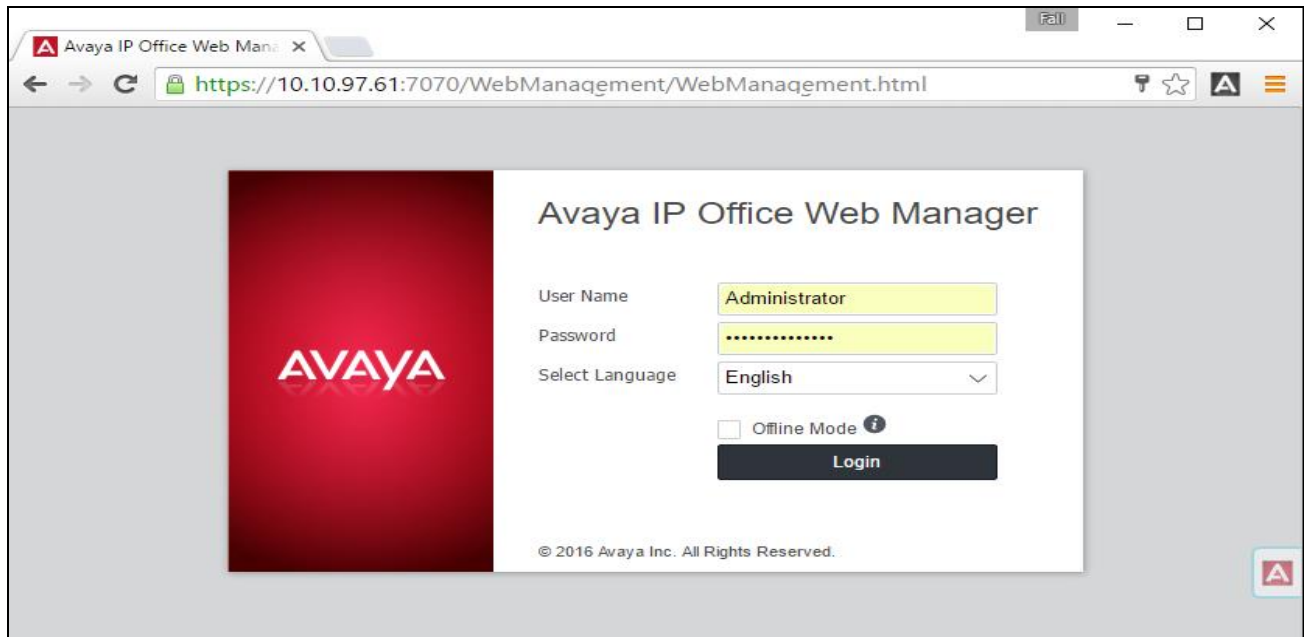 Fall
Avaya IP Office Web Mana
https://10.10.97.61:7070/WebManagement/WebManagement.html
Avaya IP Office Web Manager
User Name Administrator
Password ••••••••••••••
AVAYA
Select Language English
Offline Mode
Login
© 2016 Avaya Inc. All Rights Reserved.